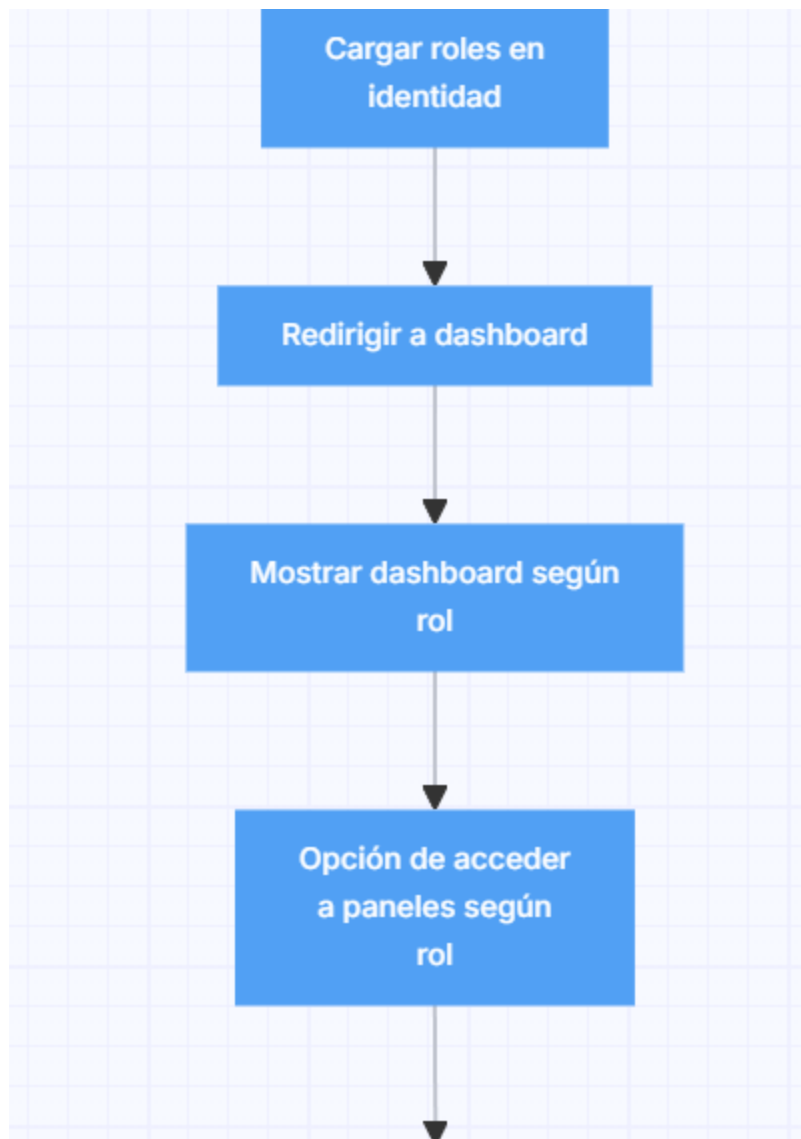 Cargar roles en
identidad
Redirigir a dashboard
Mostrar dashboard según
rol
Opción de acceder
a paneles según
rol